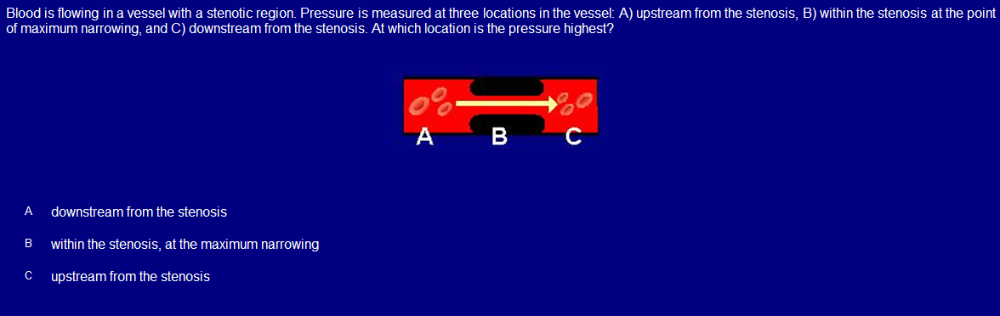 Blood is flowing in a vessel with a stenotic region. Pressure is measured at three locations in the vessel: A) upstream from the stenosis, B) within the stenosis at the point
of maximum narrowing, and C) downstream from the stenosis. At which location is the pressure highest?
A B C
A downstream from the stenosis
B within the stenosis, at the maximum narrowing
C upstream from the stenosis